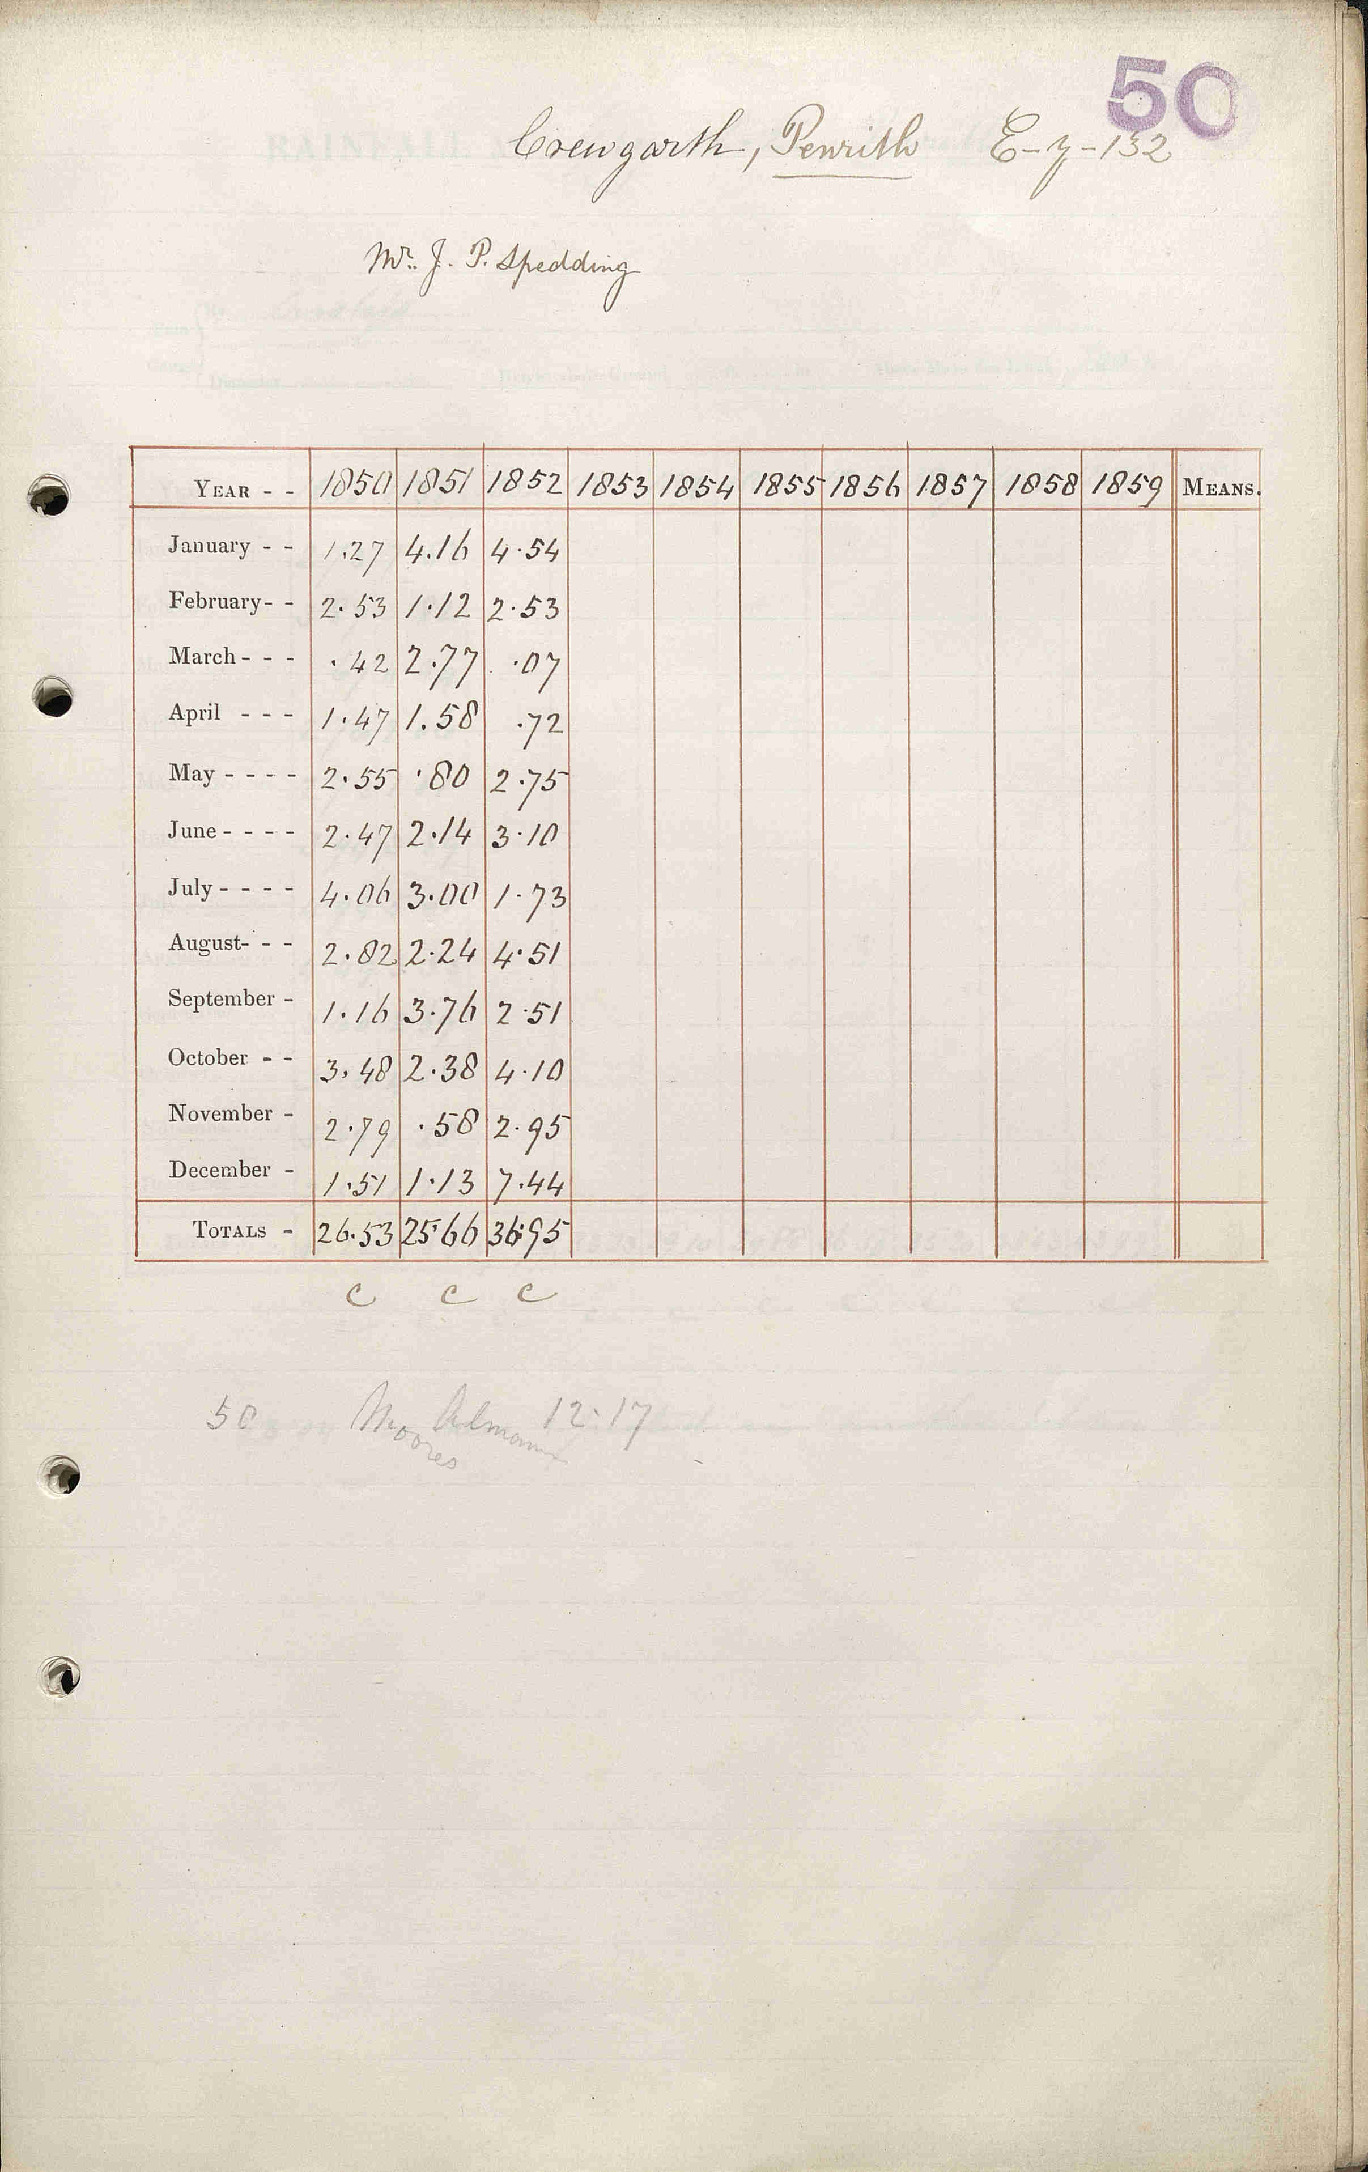 50
Crewgarth, Penrith E-y-132
Mr. J. P. Spedding
YEAR - - 1850 1851 1852 1853 1854 1855 1856 1857 1858 1859 MEANS.
January - - 1.27 4.16 4.54
February- - 2.53 1.12 2.53
March - - - .42 2.77 .07
April - - - 1.47 1.58 .72
May - - - - 2.55 .80 2.75
June - - - - 2.47 2.14 3.10
July - - - - 4.06 3.00 1.73
August- - - 2.82 2.24 4.51
September - 1.16 3.76 2.51
October - - 3.48 2.38 4.10
November - 2.79 .58 2.95
December - 1.51 1.13 7.44
TOTALS - 26.53 25.66 36.95
c c c
50 Moores Almanx 12.17